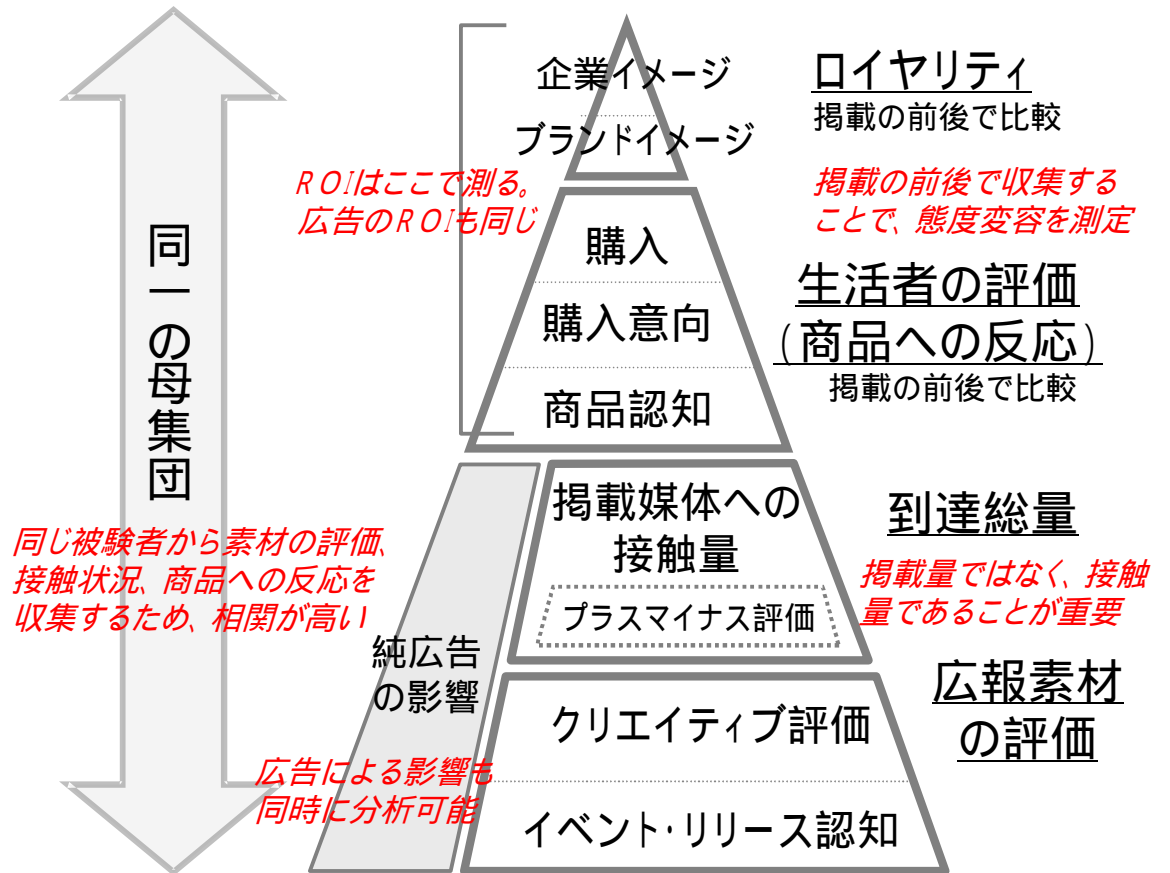 企業イメージ
ブランドイメージ
ロイヤリティ
掲載の前後で比較
ROIはここで測る。
広告のROIも同じ
掲載の前後で収集する
ことで、態度変容を測定
同一の母集団
購入
購入意向
商品認知
生活者の評価
(商品への反応)
掲載の前後で比較
同じ被験者から素材の評価、
接触状況、商品への反応を
収集するため、相関が高い
掲載媒体への
接触量
プラスマイナス評価
到達総量
掲載量ではなく、接触
量であることが重要
純広告
の影響
広告による影響も
同時に分析可能
クリエイティブ評価
イベント・リリース認知
広報素材
の評価